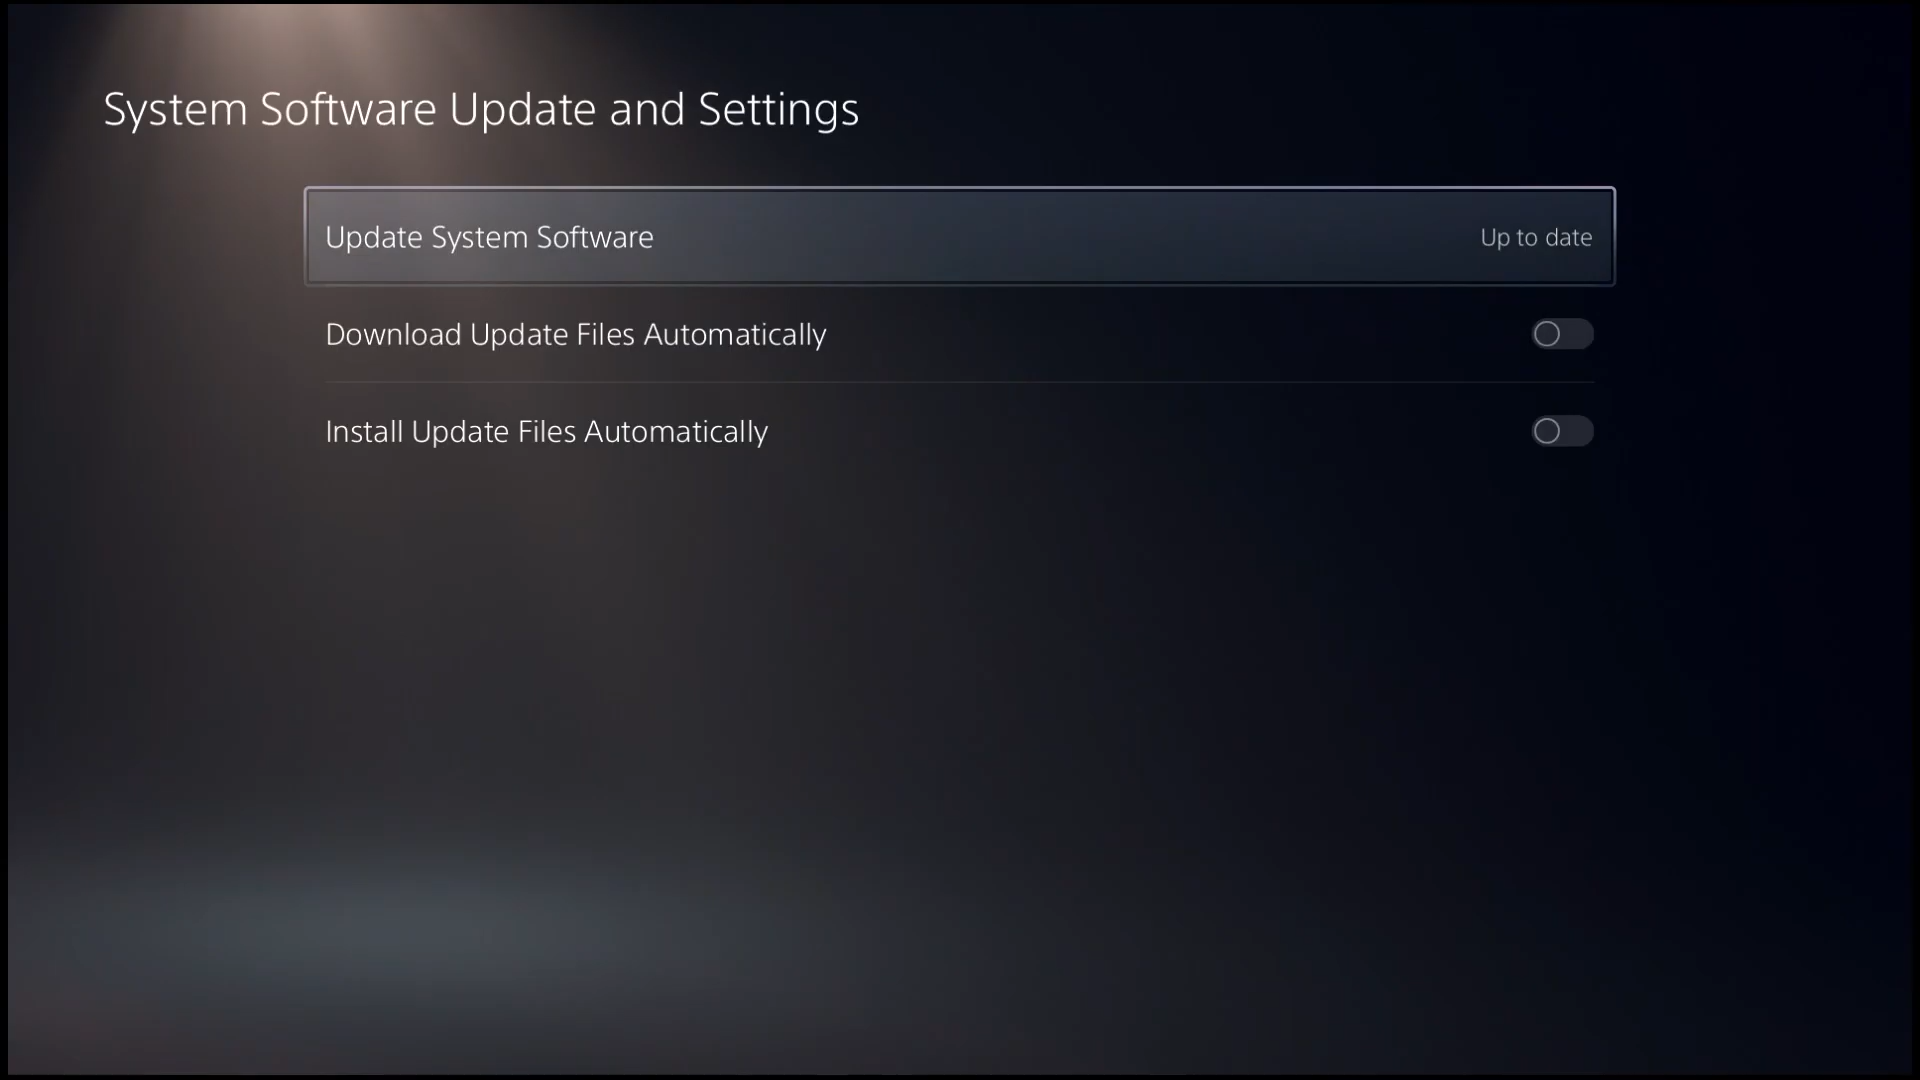 System Software Update and Settings
Update System Software Up to date
Download Update Files Automatically
Install Update Files Automatically